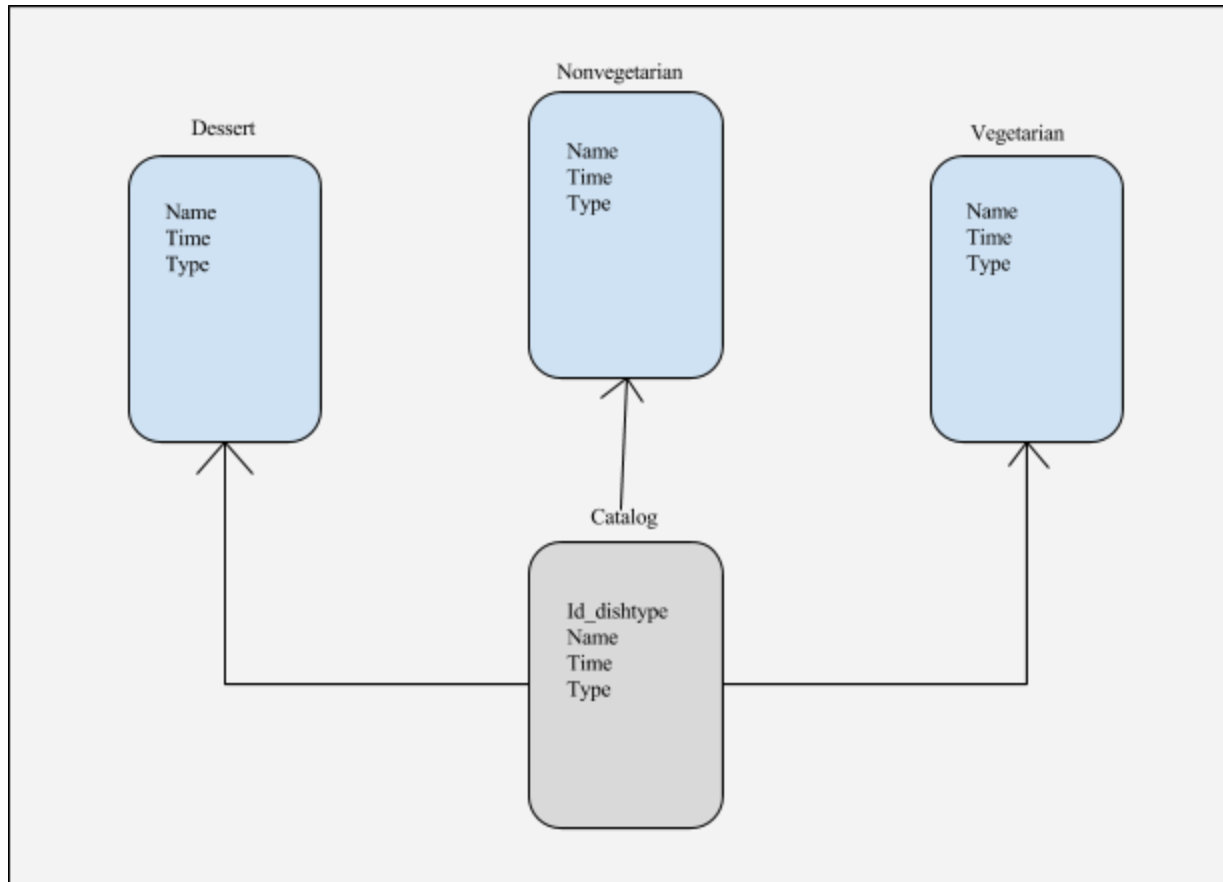 Nonvegetarian
Name
Time
Type
Dessert
Name
Time
Type
Vegetarian
Name
Time
Type
Catalog
Id_dishtype
Name
Time
Type